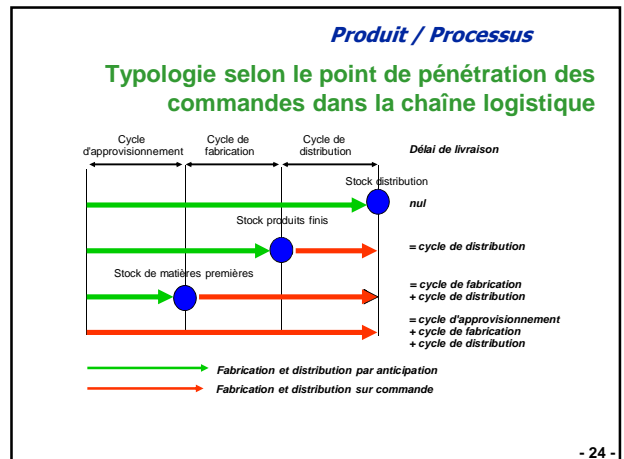 Produit / Processus
Typologie selon le point de pénétration des
commandes dans la chaîne logistique
Cycle
d'approvisionnement
Cycle de
fabrication
Cycle de
distribution
Délai de livraison
Stock distribution
nul
Stock produits finis
= cycle de distribution
Stock de matières premières
= cycle de fabrication
+ cycle de distribution
= cycle d'approvisionnement
+ cycle de fabrication
+ cycle de distribution
Fabrication et distribution par anticipation
Fabrication et distribution sur commande
- 24 -